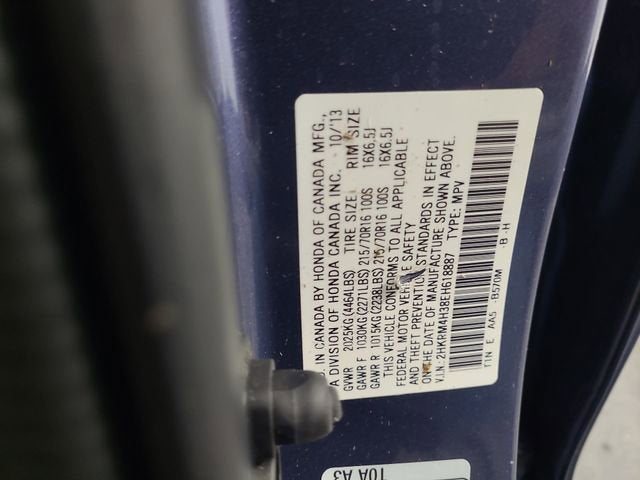 D. IN CANADA BY HONDA OF CANADA MFG.,
A DIVISION OF HONDA CANADA INC. 10/'13
GVWR 2025KG(4464LBS) TIRE SIZE RIM SIZE
GAWR F 1030KG(2271LBS) 215/70R16 100S 16X6.5J
GAWR R 1015KG(2238LBS) 215/70R16 100S 16X6.5J
THIS VEHICLE CONFORMS TO ALL APPLICABLE
FEDERAL MOTOR VEHICLE SAFETY
AND THEFT PREVENTION STANDARDS IN EFFECT
ON THE DATE OF MANUFACTURE SHOWN ABOVE.
V.I.N.: 2HKRM4H38EH618887 TYPE: MPV
TTN E AA5 -B570M -B -H
TOA A3